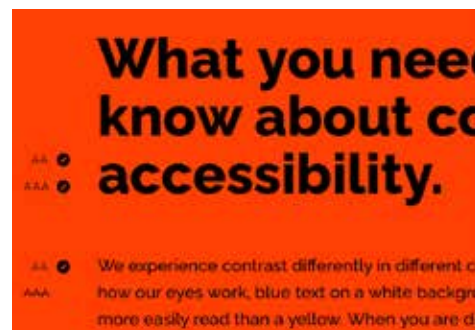 What you nee
know about co
AA
AAA accessibility.
AA We experience contrast differently in different c
AAA how our eyes work, blue text on a white backgr
more easily read than a yellow. When you are d